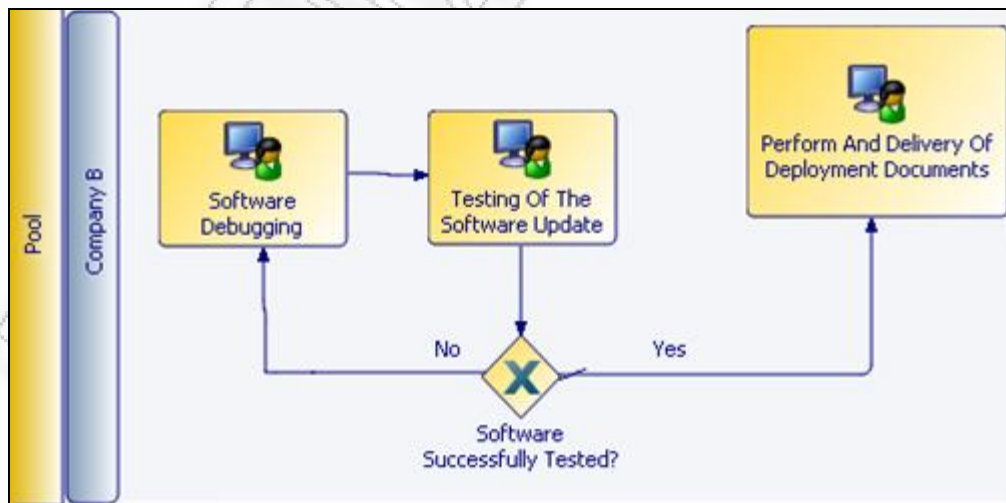 Pool
Company B
Software
Debugging
Testing Of The
Software Update
Perform And Delivery Of
Deployment Documents
No
Yes
X
Software
Successfully Tested?